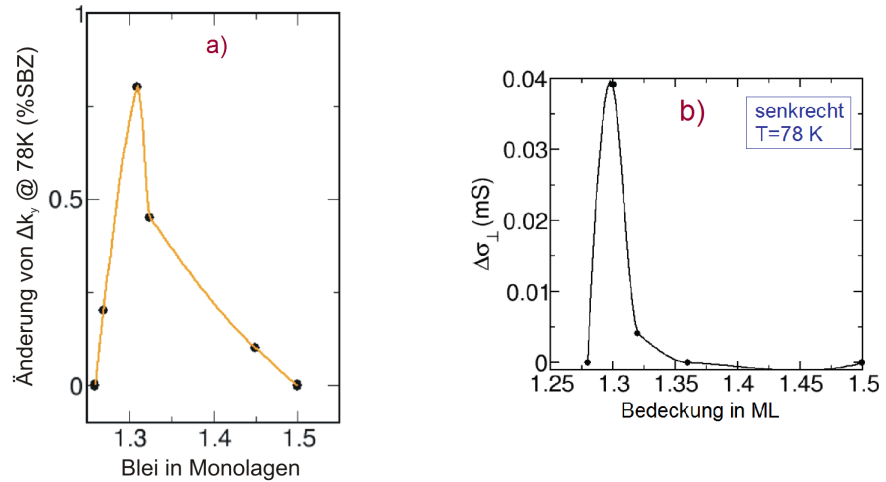 a)
Änderung von Δk_y @ 78K (%SBZ)
1
0.5
0
1.3
1.4
1.5
Blei in Monolagen
b)
senkrecht
T=78 K
Δσ_⊥ (mS)
0.04
0.03
0.02
0.01
0
1.25
1.3
1.35
1.4
1.45
1.5
Bedeckung in ML